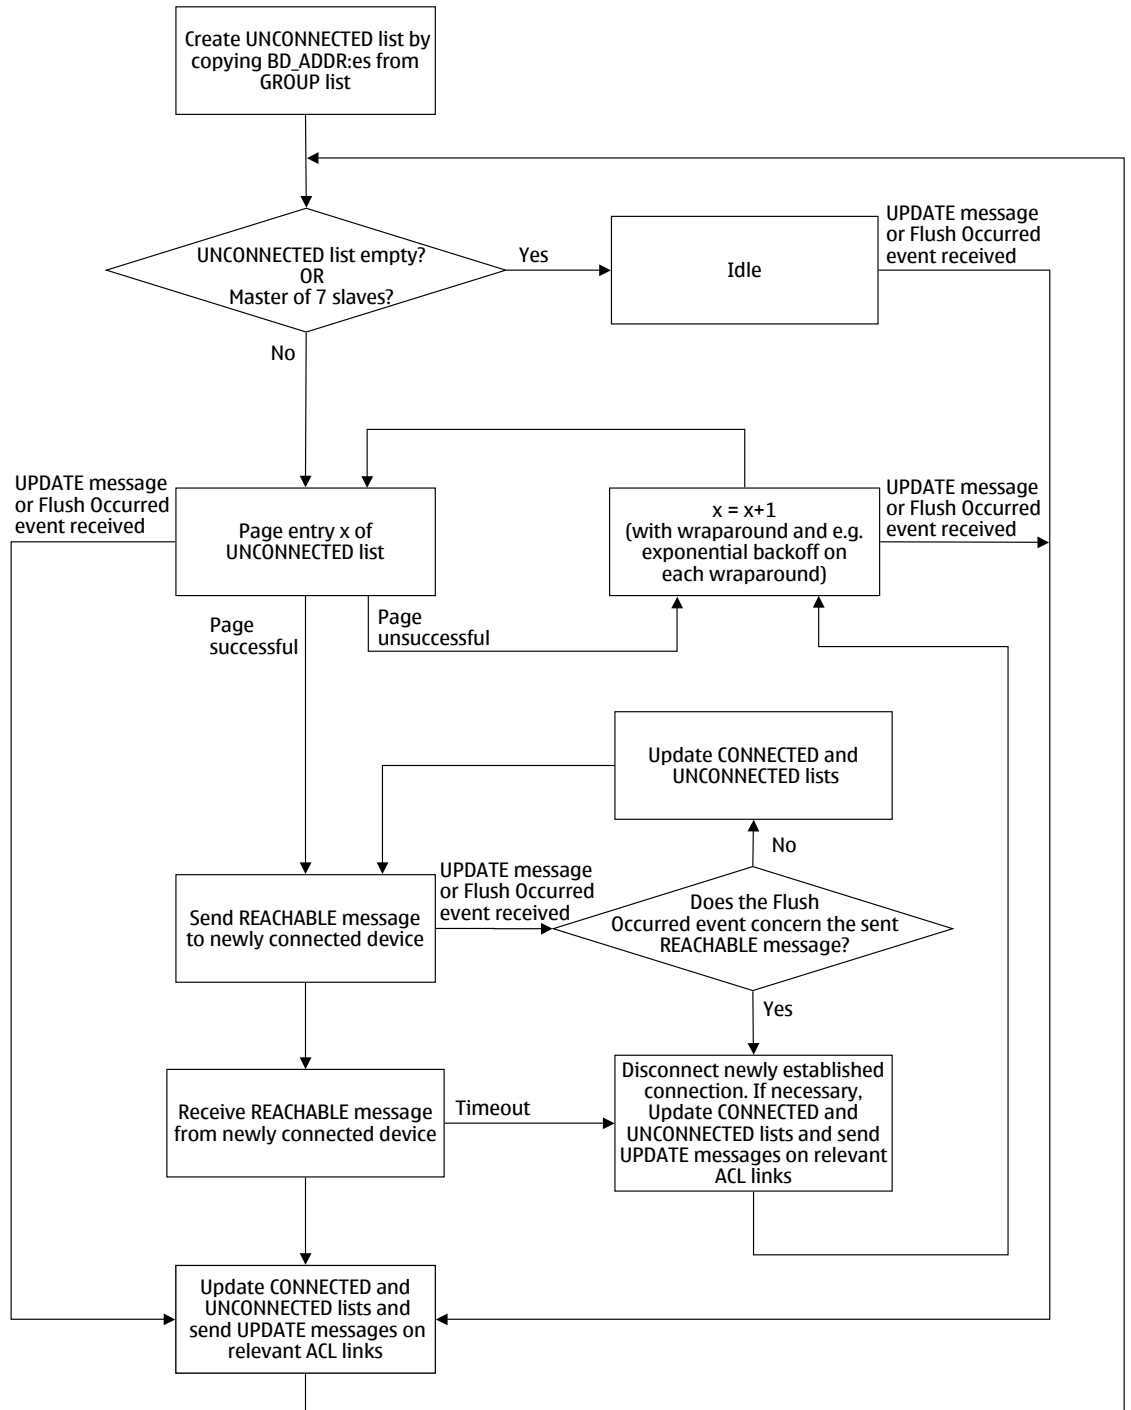 Create UNCONNECTED list by
copying BD_ADDR:es from
GROUP list
UNCONNECTED list empty?
OR
Master of 7 slaves?
Yes
Idle
UPDATE message
or Flush Occurred
event received
No
UPDATE message
or Flush Occurred
event received
Page entry x of
UNCONNECTED list
x = x+1
(with wraparound and e.g.
exponential backoff on
each wraparound)
UPDATE message
or Flush Occurred
event received
Page
successful
Page
unsuccessful
Update CONNECTED and
UNCONNECTED lists
No
Send REACHABLE message
to newly connected device
UPDATE message
or Flush Occurred
event received
Does the Flush
Occurred event concern the sent
REACHABLE message?
Yes
Receive REACHABLE message
from newly connected device
Timeout
Disconnect newly established
connection. If necessary,
Update CONNECTED and
UNCONNECTED lists and send
UPDATE messages on relevant
ACL links
Update CONNECTED and
UNCONNECTED lists and
send UPDATE messages on
relevant ACL links